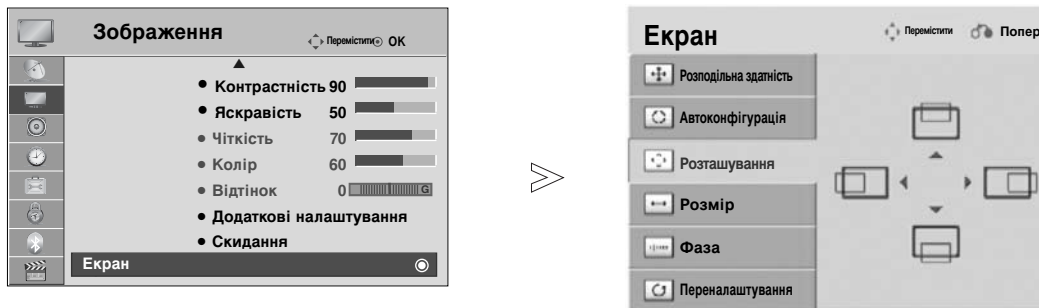 Зображення
Перемістити OK
Контрастність 90
Яскравість 50
Чіткість 70
Колір 60
Відтінок 0 G
Додаткові налаштування
Скидання
Екран
Екран
Перемістити Попер
Розподільна здатність
Автоконфігурація
Розташування
Розмір
Фаза
Переналаштування